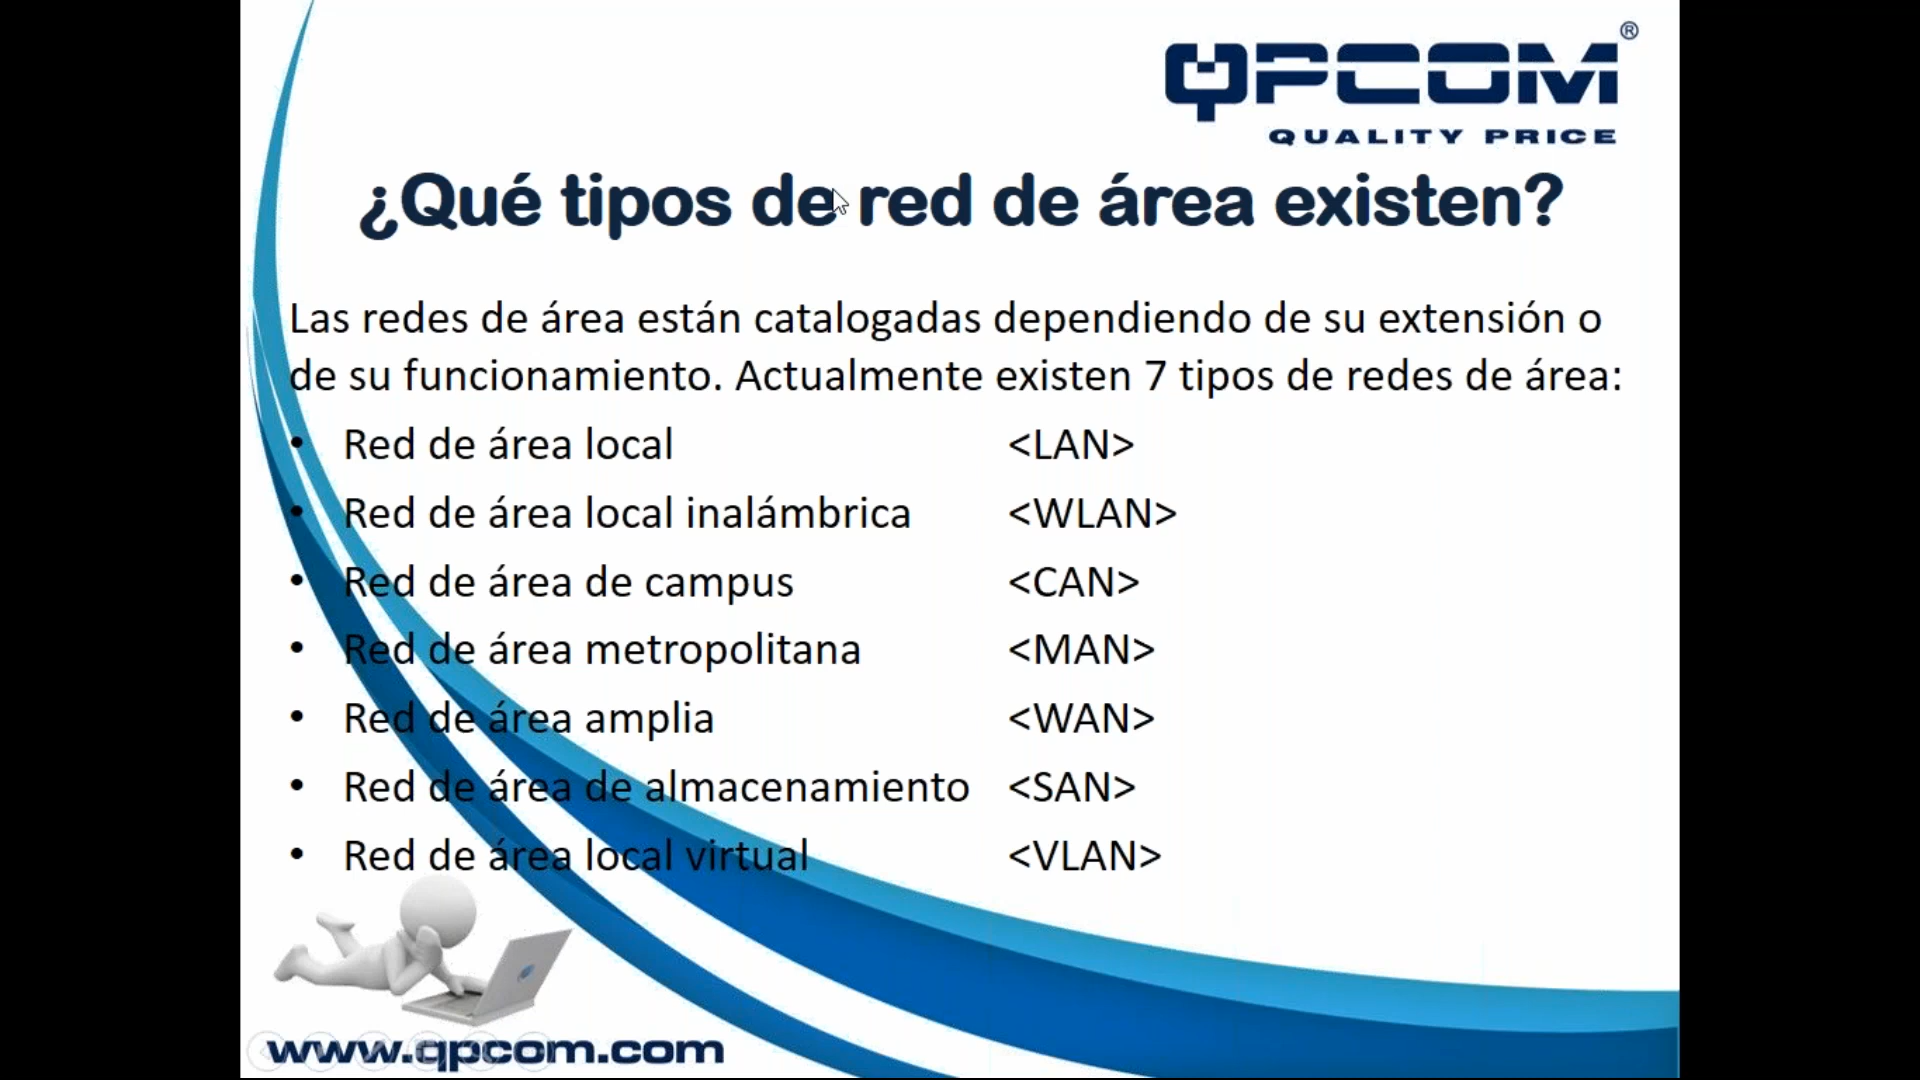 QPCOM®
QUALITY PRICE
¿Qué tipos de red de área existen?
Las redes de área están catalogadas dependiendo de su extensión o
de su funcionamiento. Actualmente existen 7 tipos de redes de área:
• Red de área local <LAN>
• Red de área local inalámbrica <WLAN>
• Red de área de campus <CAN>
• Red de área metropolitana <MAN>
• Red de área amplia <WAN>
• Red de área de almacenamiento <SAN>
• Red de área local virtual <VLAN>
www.qpcom.com